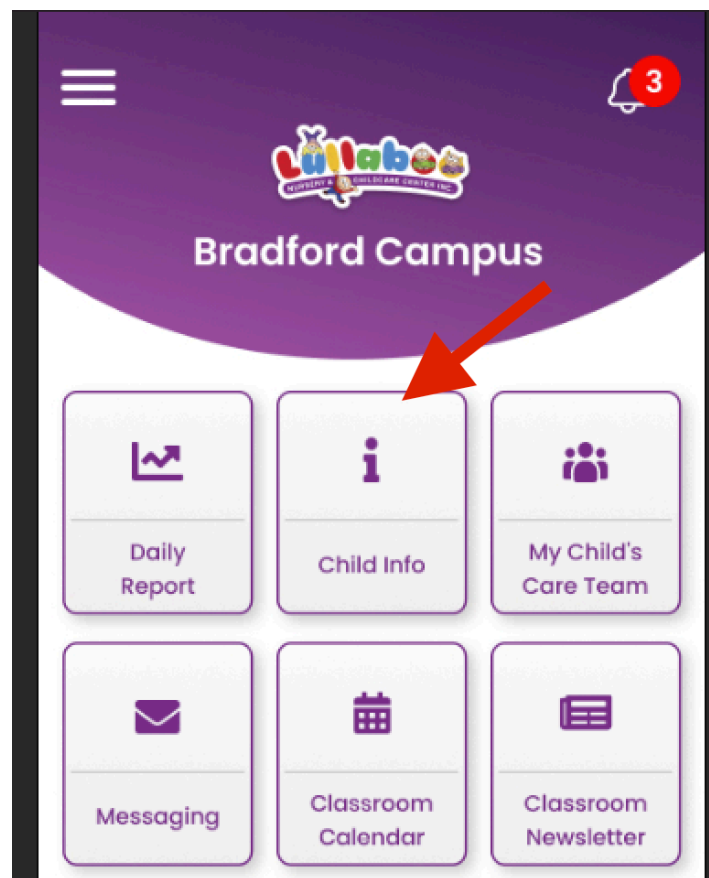 3
Lullaboo
NURSERY & CHILDCARE CENTER INC.
Bradford Campus
Daily
Report
Child Info
My Child's
Care Team
Messaging
Classroom
Calendar
Classroom
Newsletter